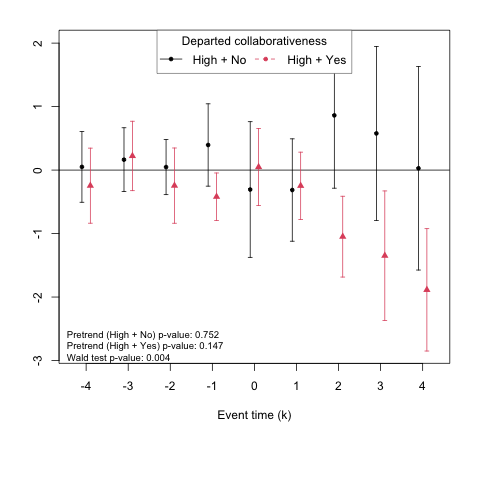 Departed collaborativeness
High + No High + Yes
2
1
0
-1
-2
-3
Pretrend (High + No) p-value: 0.752
Pretrend (High + Yes) p-value: 0.147
Wald test p-value: 0.004
-4 -3 -2 -1 0 1 2 3 4
Event time (k)